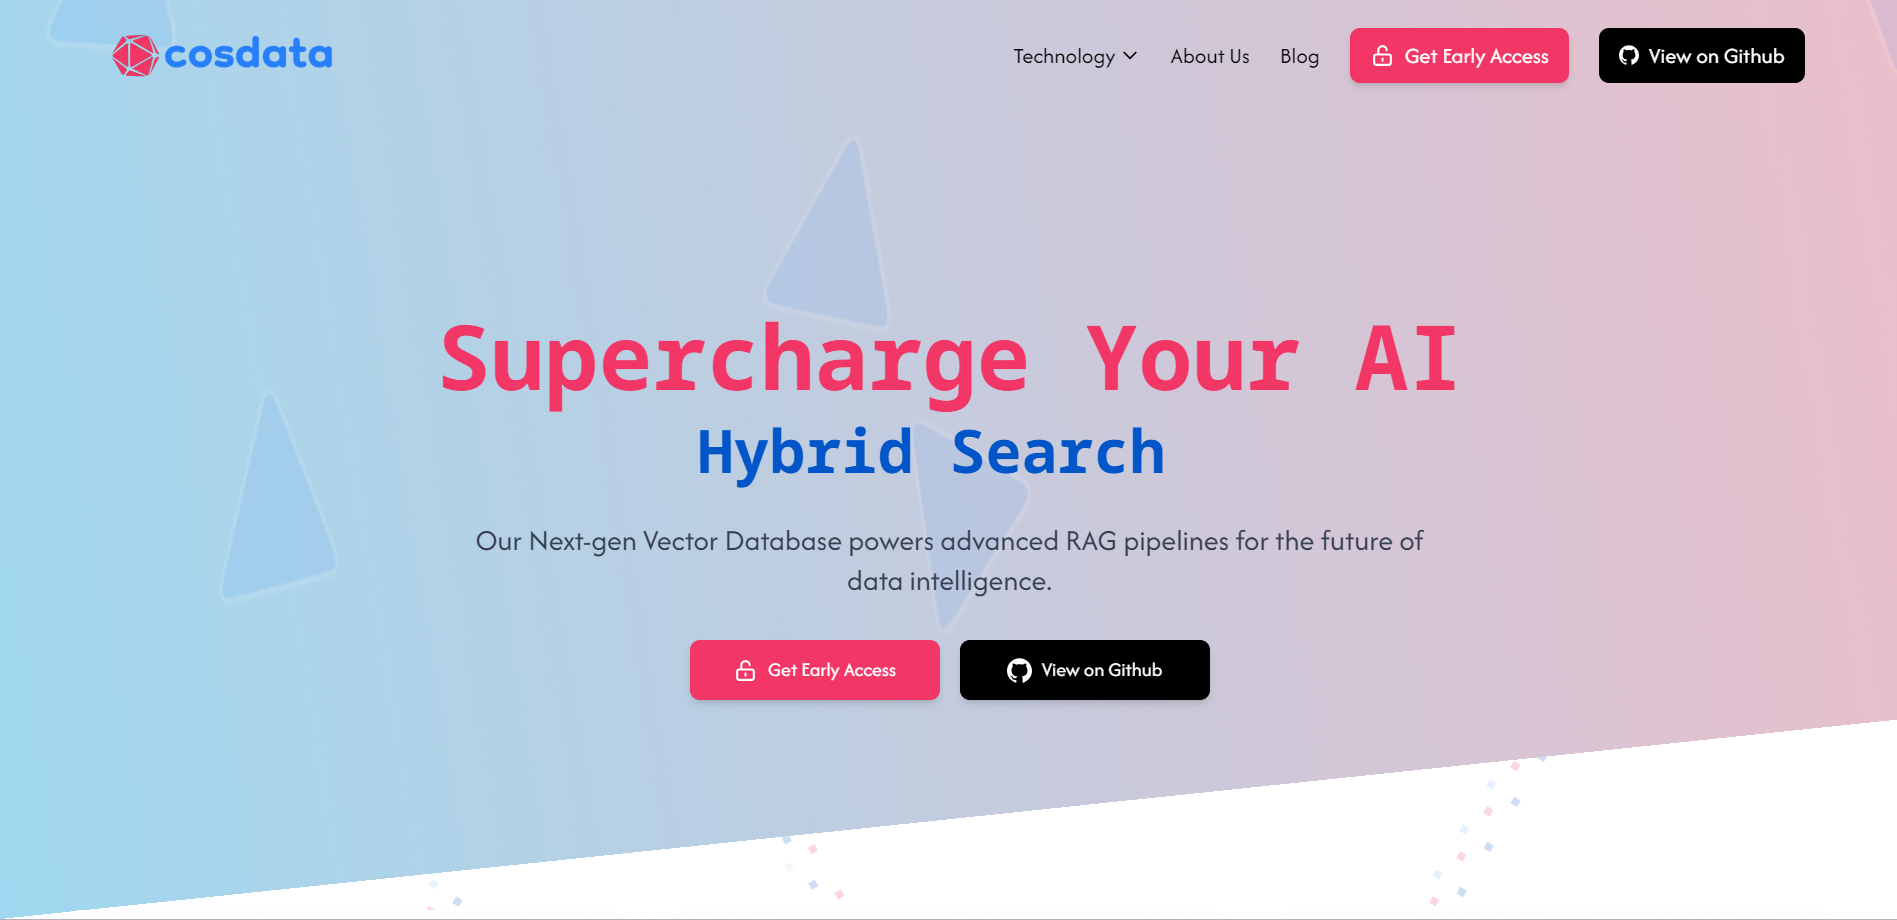 cosdata
Technology
About Us
Blog
Get Early Access
View on Github
Supercharge Your AI
Hybrid Search
Our Next-gen Vector Database powers advanced RAG pipelines for the future of
data intelligence.
Get Early Access
View on Github